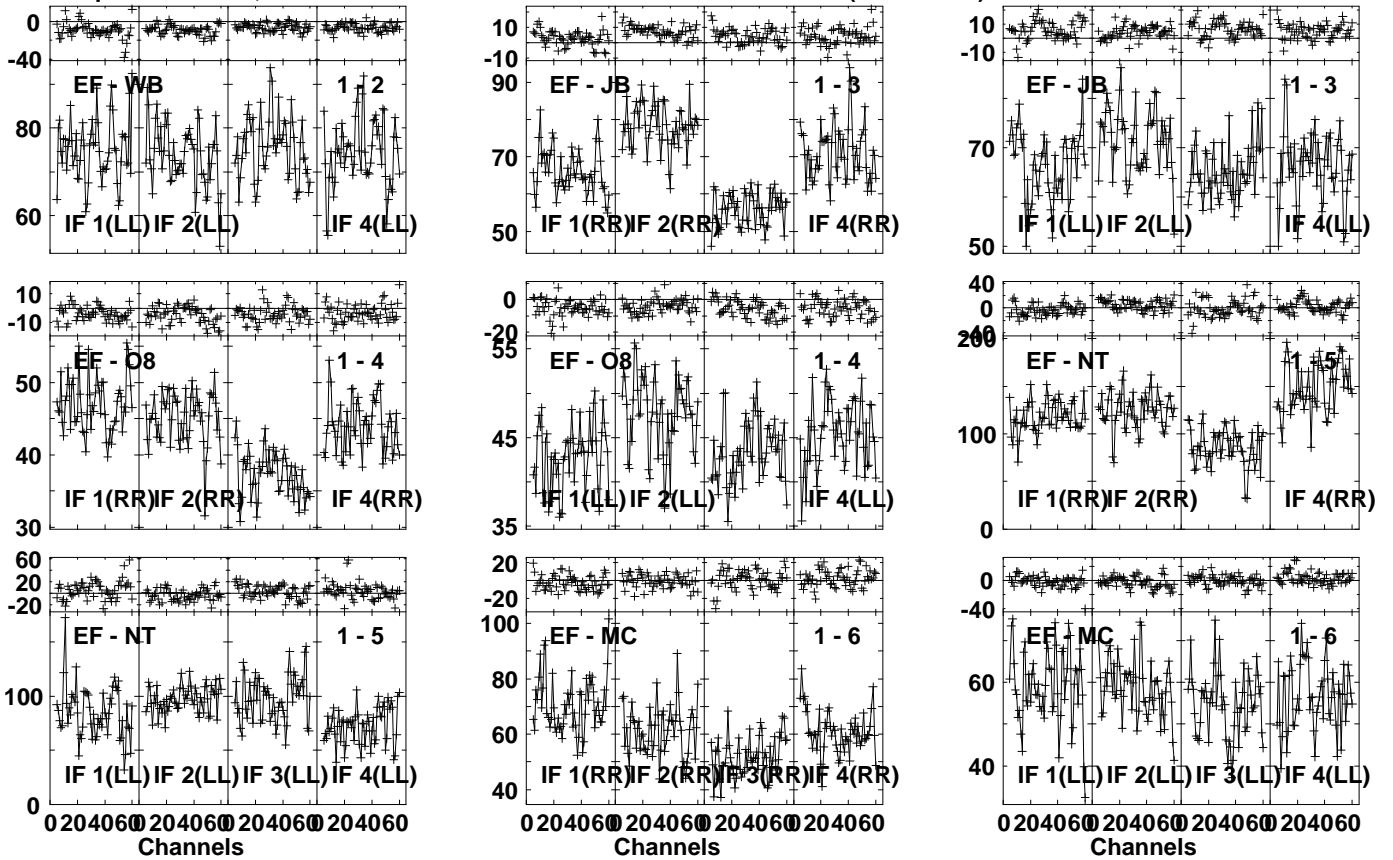 0
-40
EF - WB 1 - 2
80
60
IF 1(LL) IF 2(LL) IF 4(LL)
10
-10
EF - JB 1 - 3
90
70
50
IF 1(RR) IF 2(RR) IF 4(RR)
10
-10
EF - JB 1 - 3
70
50
IF 1(LL) IF 2(LL) IF 4(LL)
10
-10
EF - O8 1 - 4
50
40
30
IF 1(RR) IF 2(RR) IF 4(RR)
0
-20
55
EF - O8 1 - 4
45
35
IF 1(LL) IF 2(LL) IF 4(LL)
40
0
-40
200
EF - NT 1 - 5
100
0
IF 1(RR) IF 2(RR) IF 4(RR)
60
20
-20
EF - NT 1 - 5
100
0
IF 1(LL) IF 2(LL) IF 3(LL) IF 4(LL)
0 20 40 60 0 20 40 60 0 20 40 60 0 20 40 60
Channels
20
-20
100
EF - MC 1 - 6
80
60
40
IF 1(RR) IF 2(RR) IF 3(RR) IF 4(RR)
0 20 40 60 0 20 40 60 0 20 40 60 0 20 40 60
Channels
0
-40
EF - MC 1 - 6
60
40
IF 1(LL) IF 2(LL) IF 3(LL) IF 4(LL)
0 20 40 60 0 20 40 60 0 20 40 60 0 20 40 60
Channels